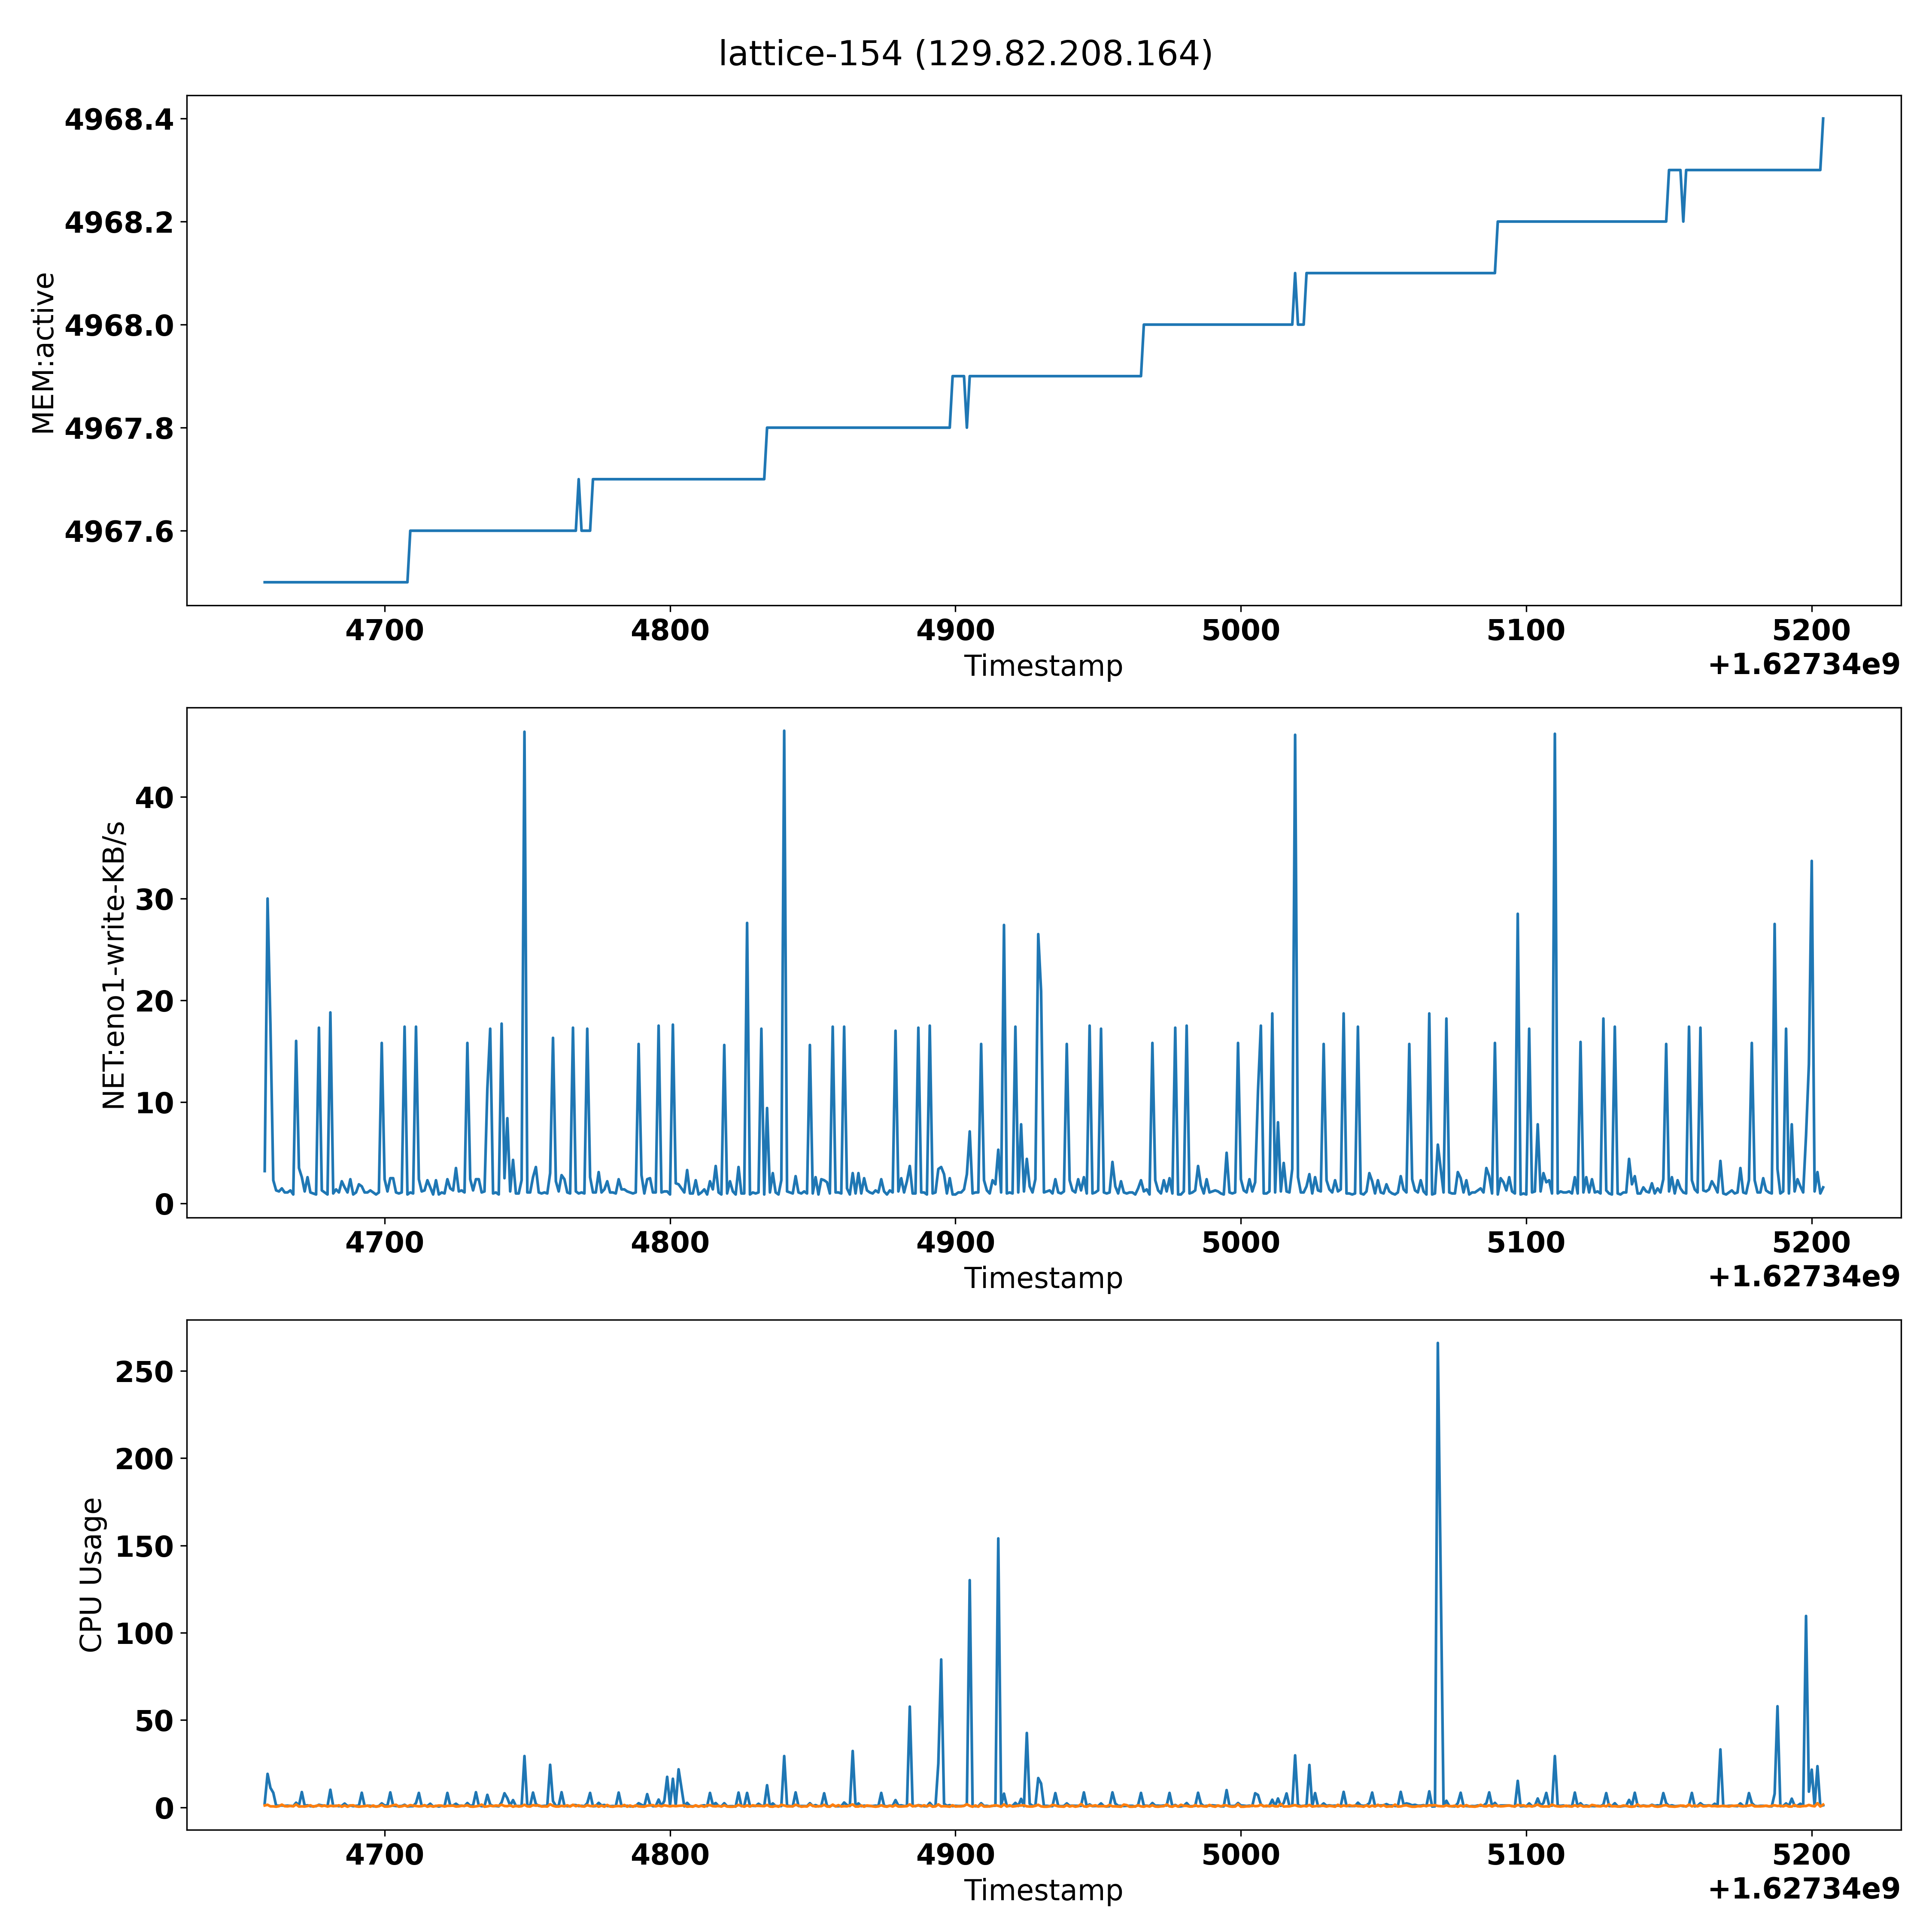 lattice-154 (129.82.208.164)
4968.4
4968.2
4968.0
4967.8
4967.6
MEM:active
4700 4800 4900 5000 5100 5200
Timestamp
+1.62734e9
40
30
20
10
0
NET:eno1-write-KB/s
4700 4800 4900 5000 5100 5200
Timestamp
+1.62734e9
250
200
150
100
50
0
CPU Usage
4700 4800 4900 5000 5100 5200
Timestamp
+1.62734e9